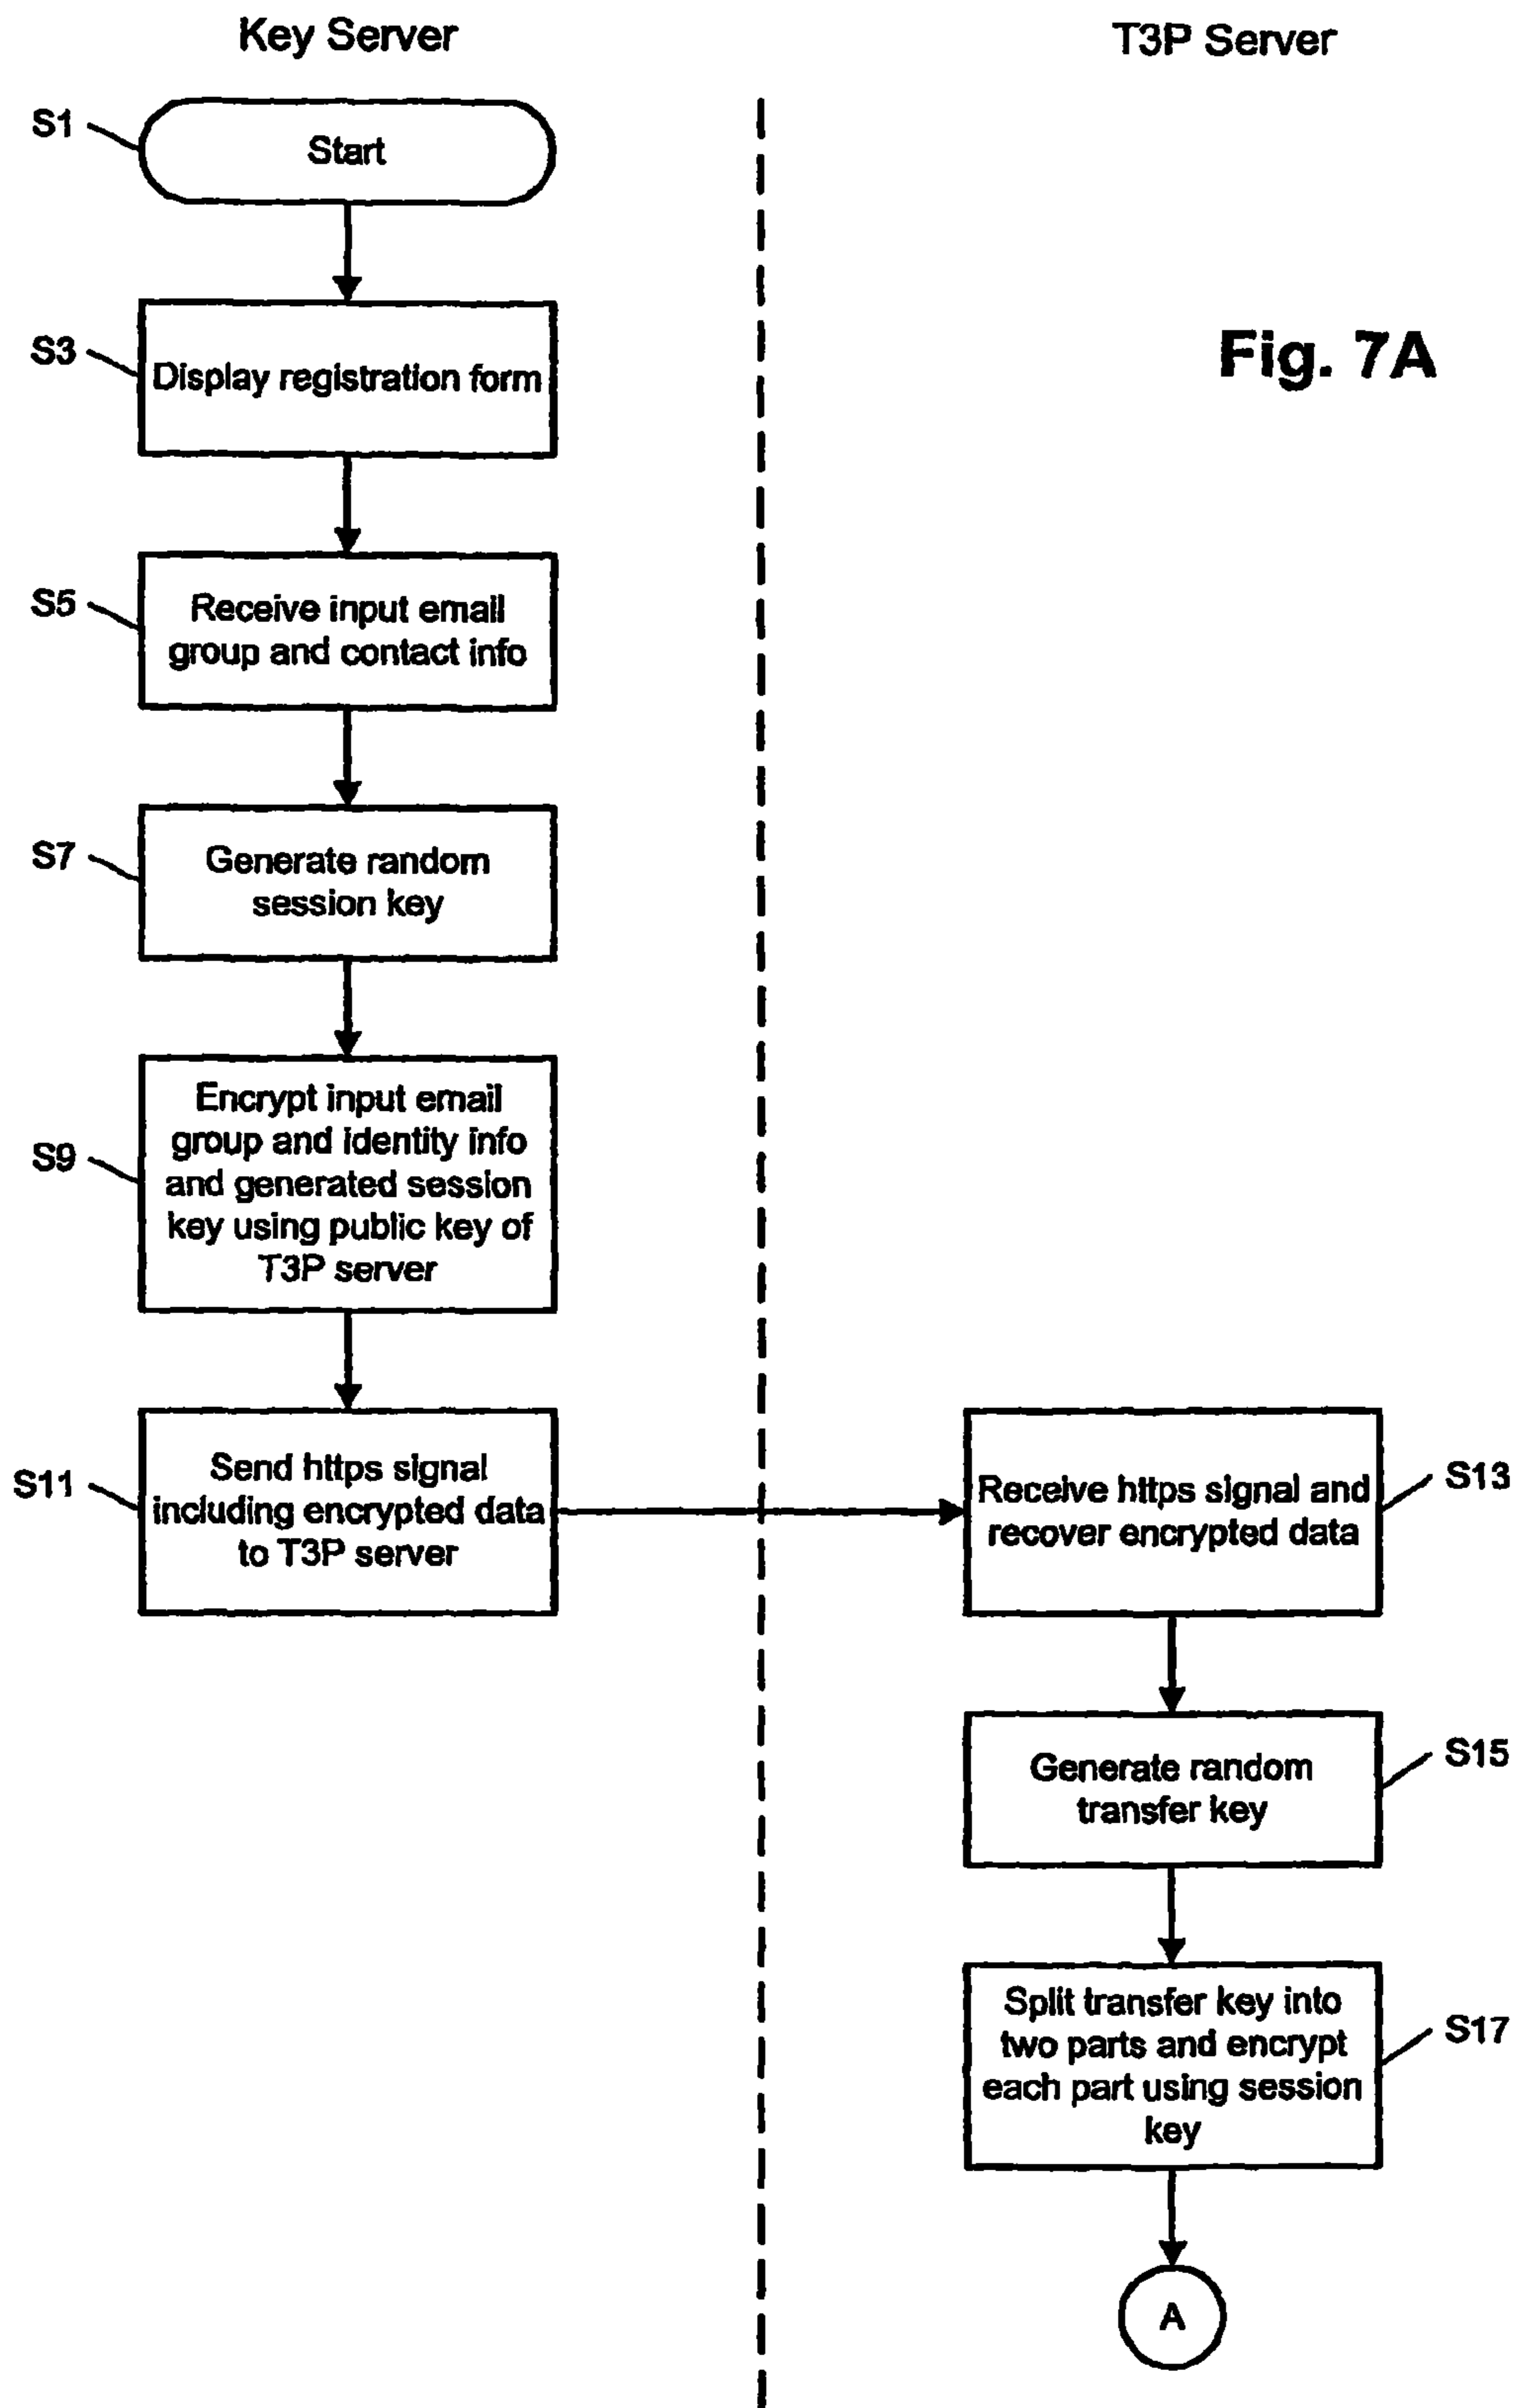 Key Server
T3P Server
S1
Start
S3
Display registration form
Fig. 7A
S5
Receive input email
group and contact info
S7
Generate random
session key
S9
Encrypt input email
group and identity info
and generated session
key using public key of
T3P server
S11
Send https signal
including encrypted data
to T3P server
Receive https signal and
recover encrypted data
S13
Generate random
transfer key
S15
Split transfer key into
two parts and encrypt
each part using session
key
S17
A